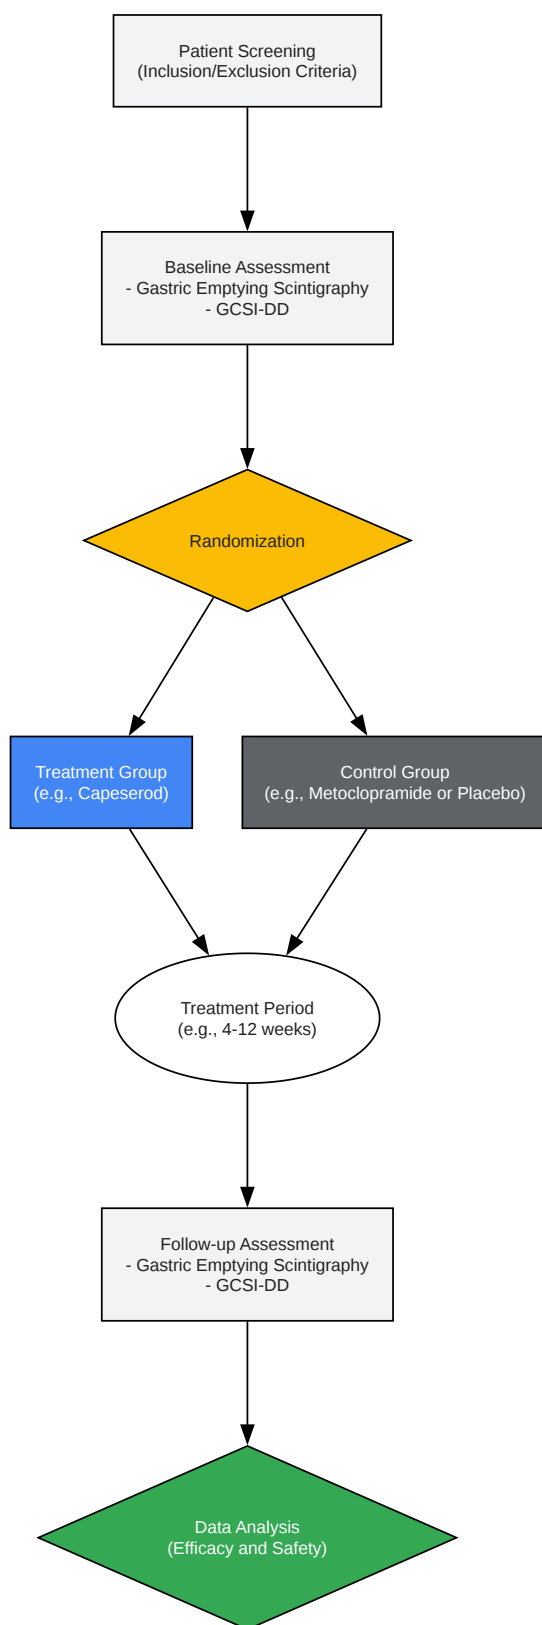 Patient Screening
(Inclusion/Exclusion Criteria)
Baseline Assessment
- Gastric Emptying Scintigraphy
- GCSI-DD
Randomization
Treatment Group
(e.g., Capeserod)
Control Group
(e.g., Metoclopramide or Placebo)
Treatment Period
(e.g., 4-12 weeks)
Follow-up Assessment
- Gastric Emptying Scintigraphy
- GCSI-DD
Data Analysis
(Efficacy and Safety)